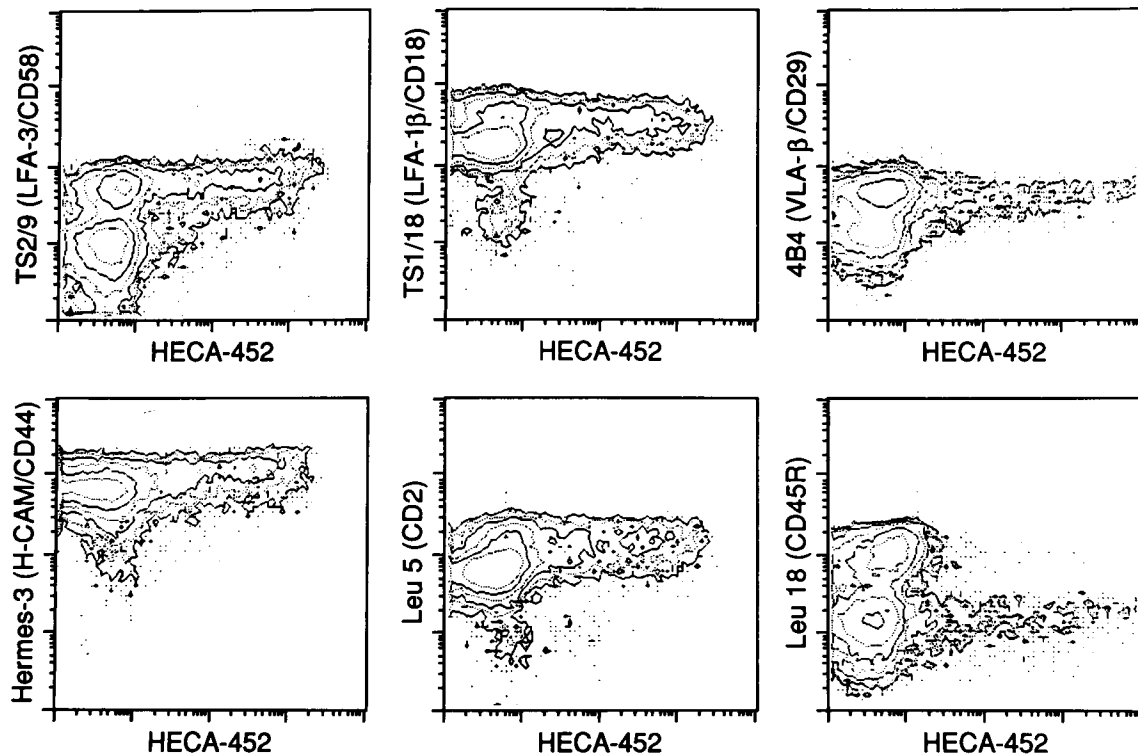 TS2/9 (LFA-3/CD58)
HECA-452
TS1/18 (LFA-1β/CD18)
HECA-452
4B4 (VLA-β/CD29)
HECA-452
Hermes-3 (H-CAM/CD44)
HECA-452
Leu 5 (CD2)
HECA-452
Leu 18 (CD45R)
HECA-452